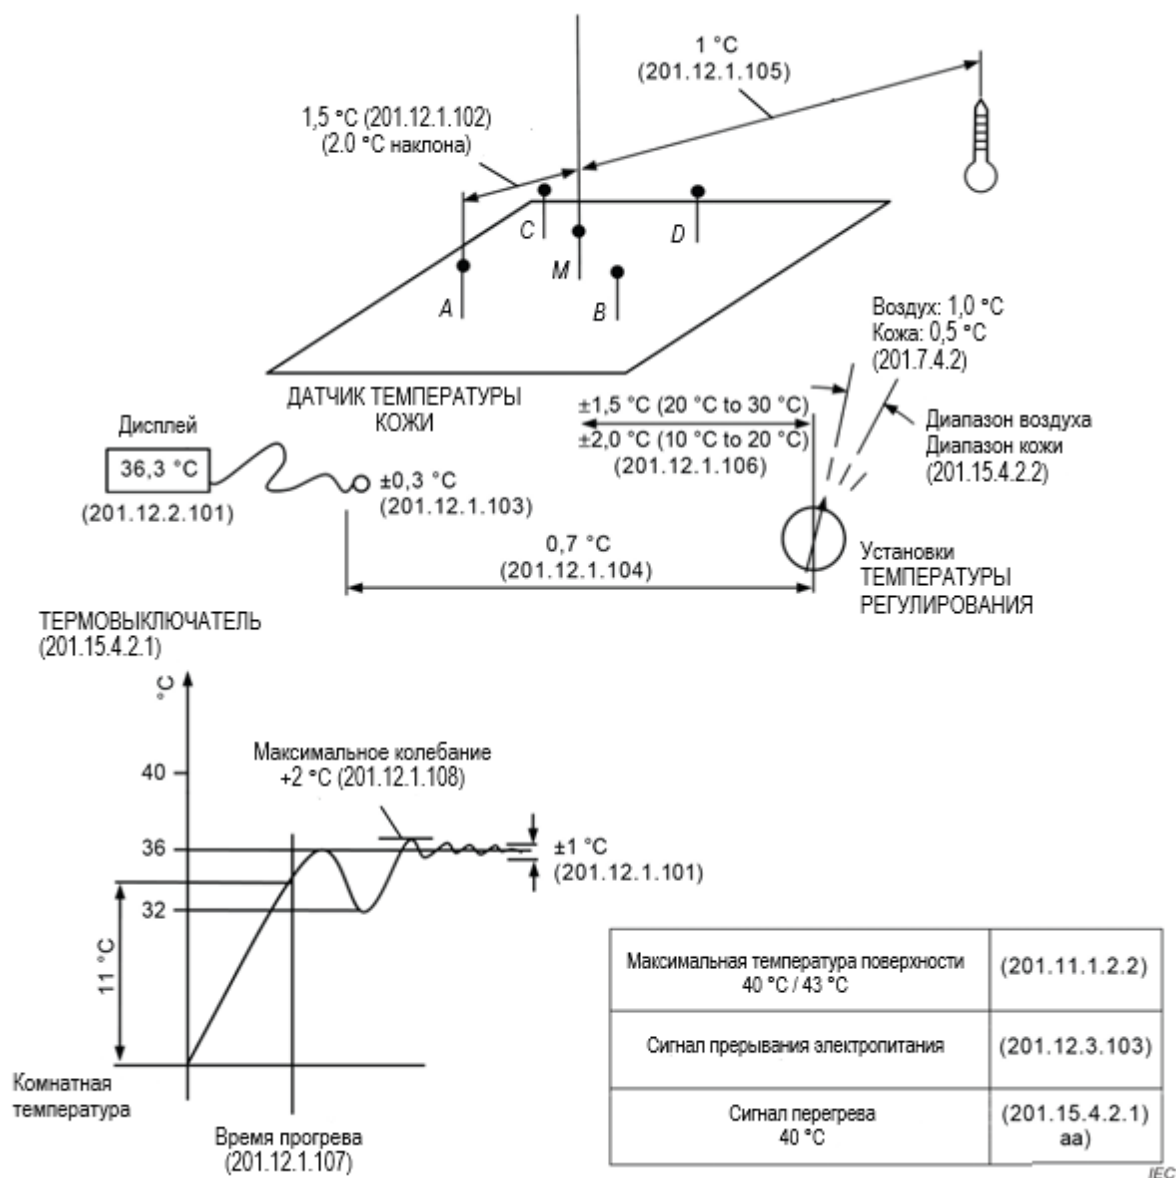 1 °C
(201.12.1.105)
1,5 °C (201.12.1.102)
(2.0 °C наклона)
C
D
M
A
B
Воздух: 1,0 °C
Кожа: 0,5 °C
(201.7.4.2)
ДАТЧИК ТЕМПЕРАТУРЫ
КОЖИ
±1,5 °C (20 °C to 30 °C)
±2,0 °C (10 °C to 20 °C)
(201.12.1.106)
Диапазон воздуха
Диапазон кожи
(201.15.4.2.2)
Дисплей
36,3 °C
(201.12.2.101)
±0,3 °C
(201.12.1.103)
0,7 °C
(201.12.1.104)
Установки
ТЕМПЕРАТУРЫ
РЕГУЛИРОВАНИЯ
ТЕРМОВЫКЛЮЧАТЕЛЬ
(201.15.4.2.1)
°C
Максимальное колебание
+2 °C (201.12.1.108)
40
36
32
±1 °C
(201.12.1.101)
11 °C
Комнатная
температура
Время прогрева
(201.12.1.107)
Максимальная температура поверхности
40 °C / 43 °C
(201.11.1.2.2)
Сигнал прерывания электропитания
(201.12.3.103)
Сигнал перегрева
40 °C
(201.15.4.2.1)
aa)
IEC